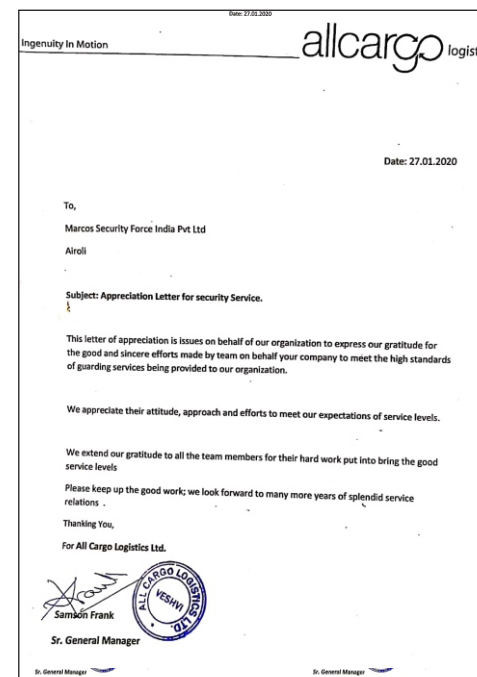 Date: 27.01.2020
Ingenuity In Motion
allcargo logist
Date: 27.01.2020
To,
Marcos Security Force India Pvt Ltd
Airoli
Subject: Appreciation Letter for security Service.
This letter of appreciation is issues on behalf of our organization to express our gratitude for
the good and sincere efforts made by team on behalf your company to meet the high standards
of guarding services being provided to our organization.
We appreciate their attitude, approach and efforts to meet our expectations of service levels.
We extend our gratitude to all the team members for their hard work put into bring the good
service levels
Please keep up the good work; we look forward to many more years of splendid service
relations .
Thanking You,
For All Cargo Logistics Ltd.
ALL CARGO LOGISTICS LTD.
VESHVI
Samson Frank
Sr. General Manager
Sr. General Manager
Sr. General Manager